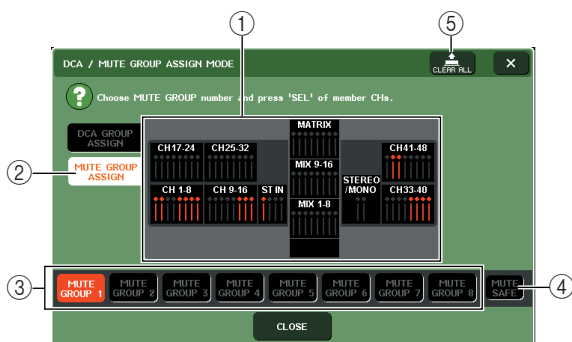 ① ⑤
DCA / MUTE GROUP ASSIGN MODE
CLEAR ALL
×
? Choose MUTE GROUP number and press 'SEL' of member CHs.
DCA GROUP
ASSIGN
② MUTE GROUP
ASSIGN
MATRIX
CH17-24 CH25-32 CH41-48
MIX 9-16
STEREO
/MONO
CH 1-8 CH 9-16 ST IN CH33-40
MIX 1-8
③ MUTE
GROUP 1
MUTE
GROUP 2
MUTE
GROUP 3
MUTE
GROUP 4
MUTE
GROUP 5
MUTE
GROUP 6
MUTE
GROUP 7
MUTE
GROUP 8
MUTE
SAFE
④
CLOSE